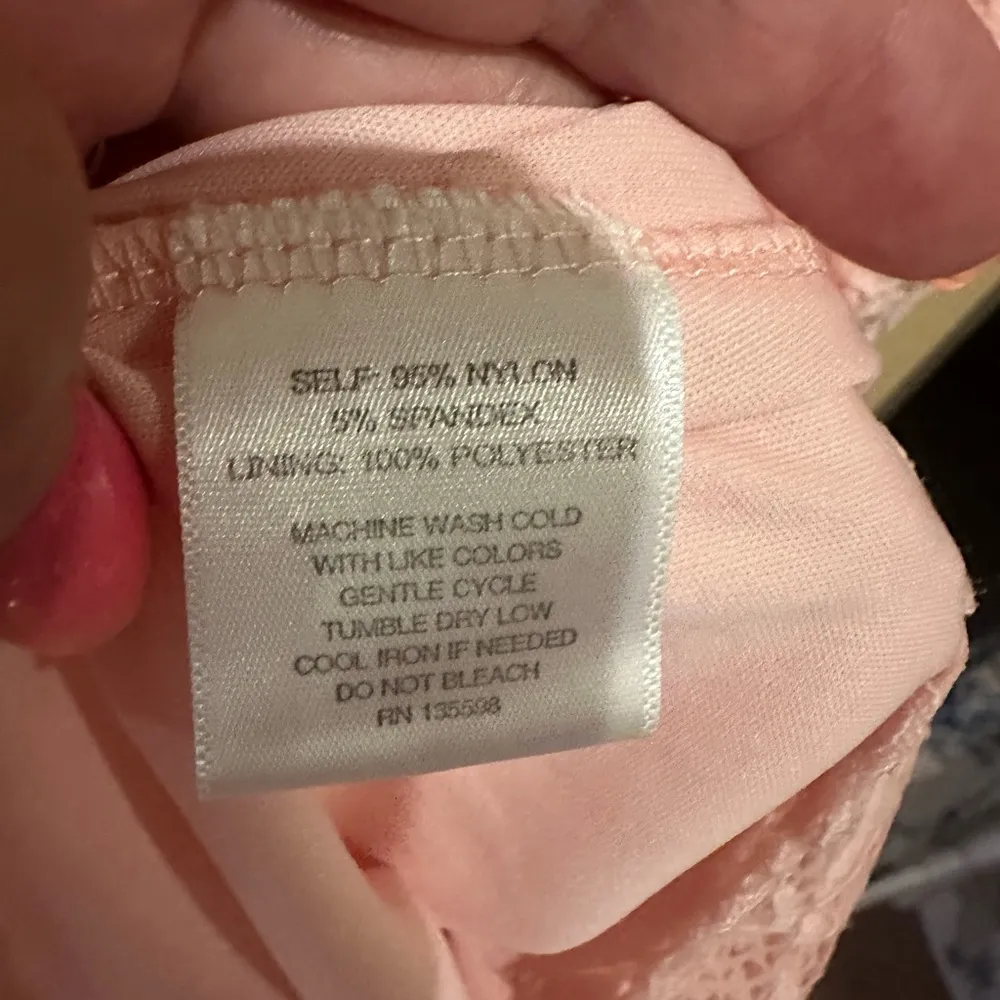 SELF: 95% NYLON
5% SPANDEX
LINING: 100% POLYESTER
MACHINE WASH COLD
WITH LIKE COLORS
GENTLE CYCLE
TUMBLE DRY LOW
COOL IRON IF NEEDED
DO NOT BLEACH
RN 135598